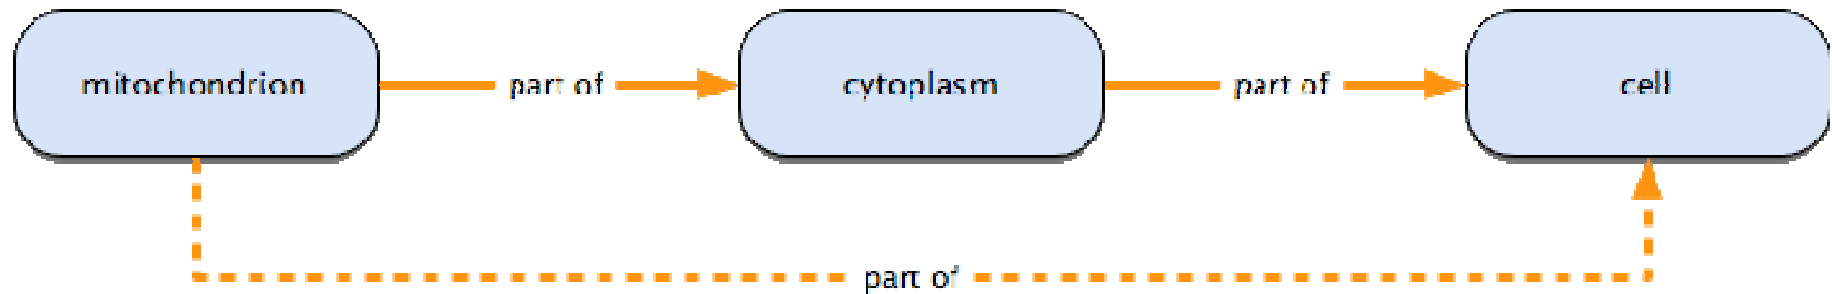 mitochondrion part of cytoplasm part of cell
part of